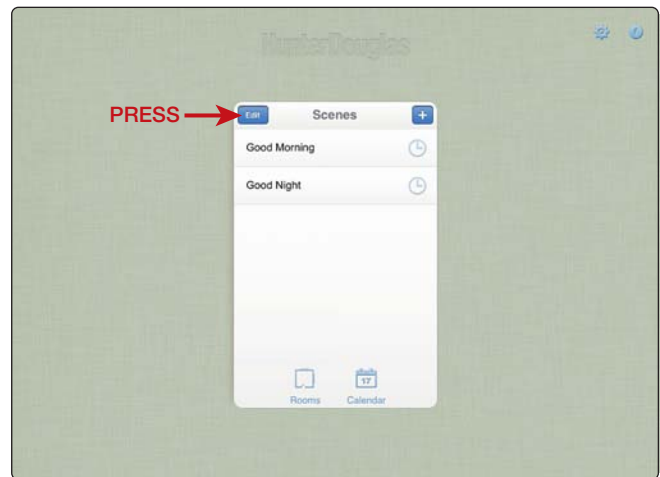 HunterDouglas
PRESS
Edit
Scenes
+
Good Morning
Good Night
17
Rooms
Calendar